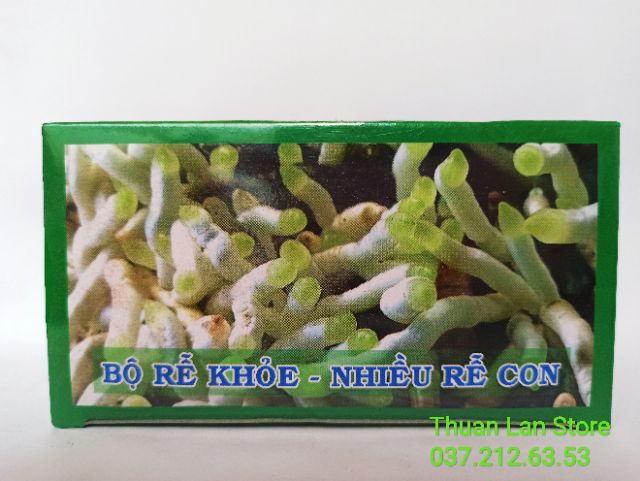 BỘ RỄ KHỎE - NHIỀU RỄ CON
Thuan Lan Store
037.212.63.53